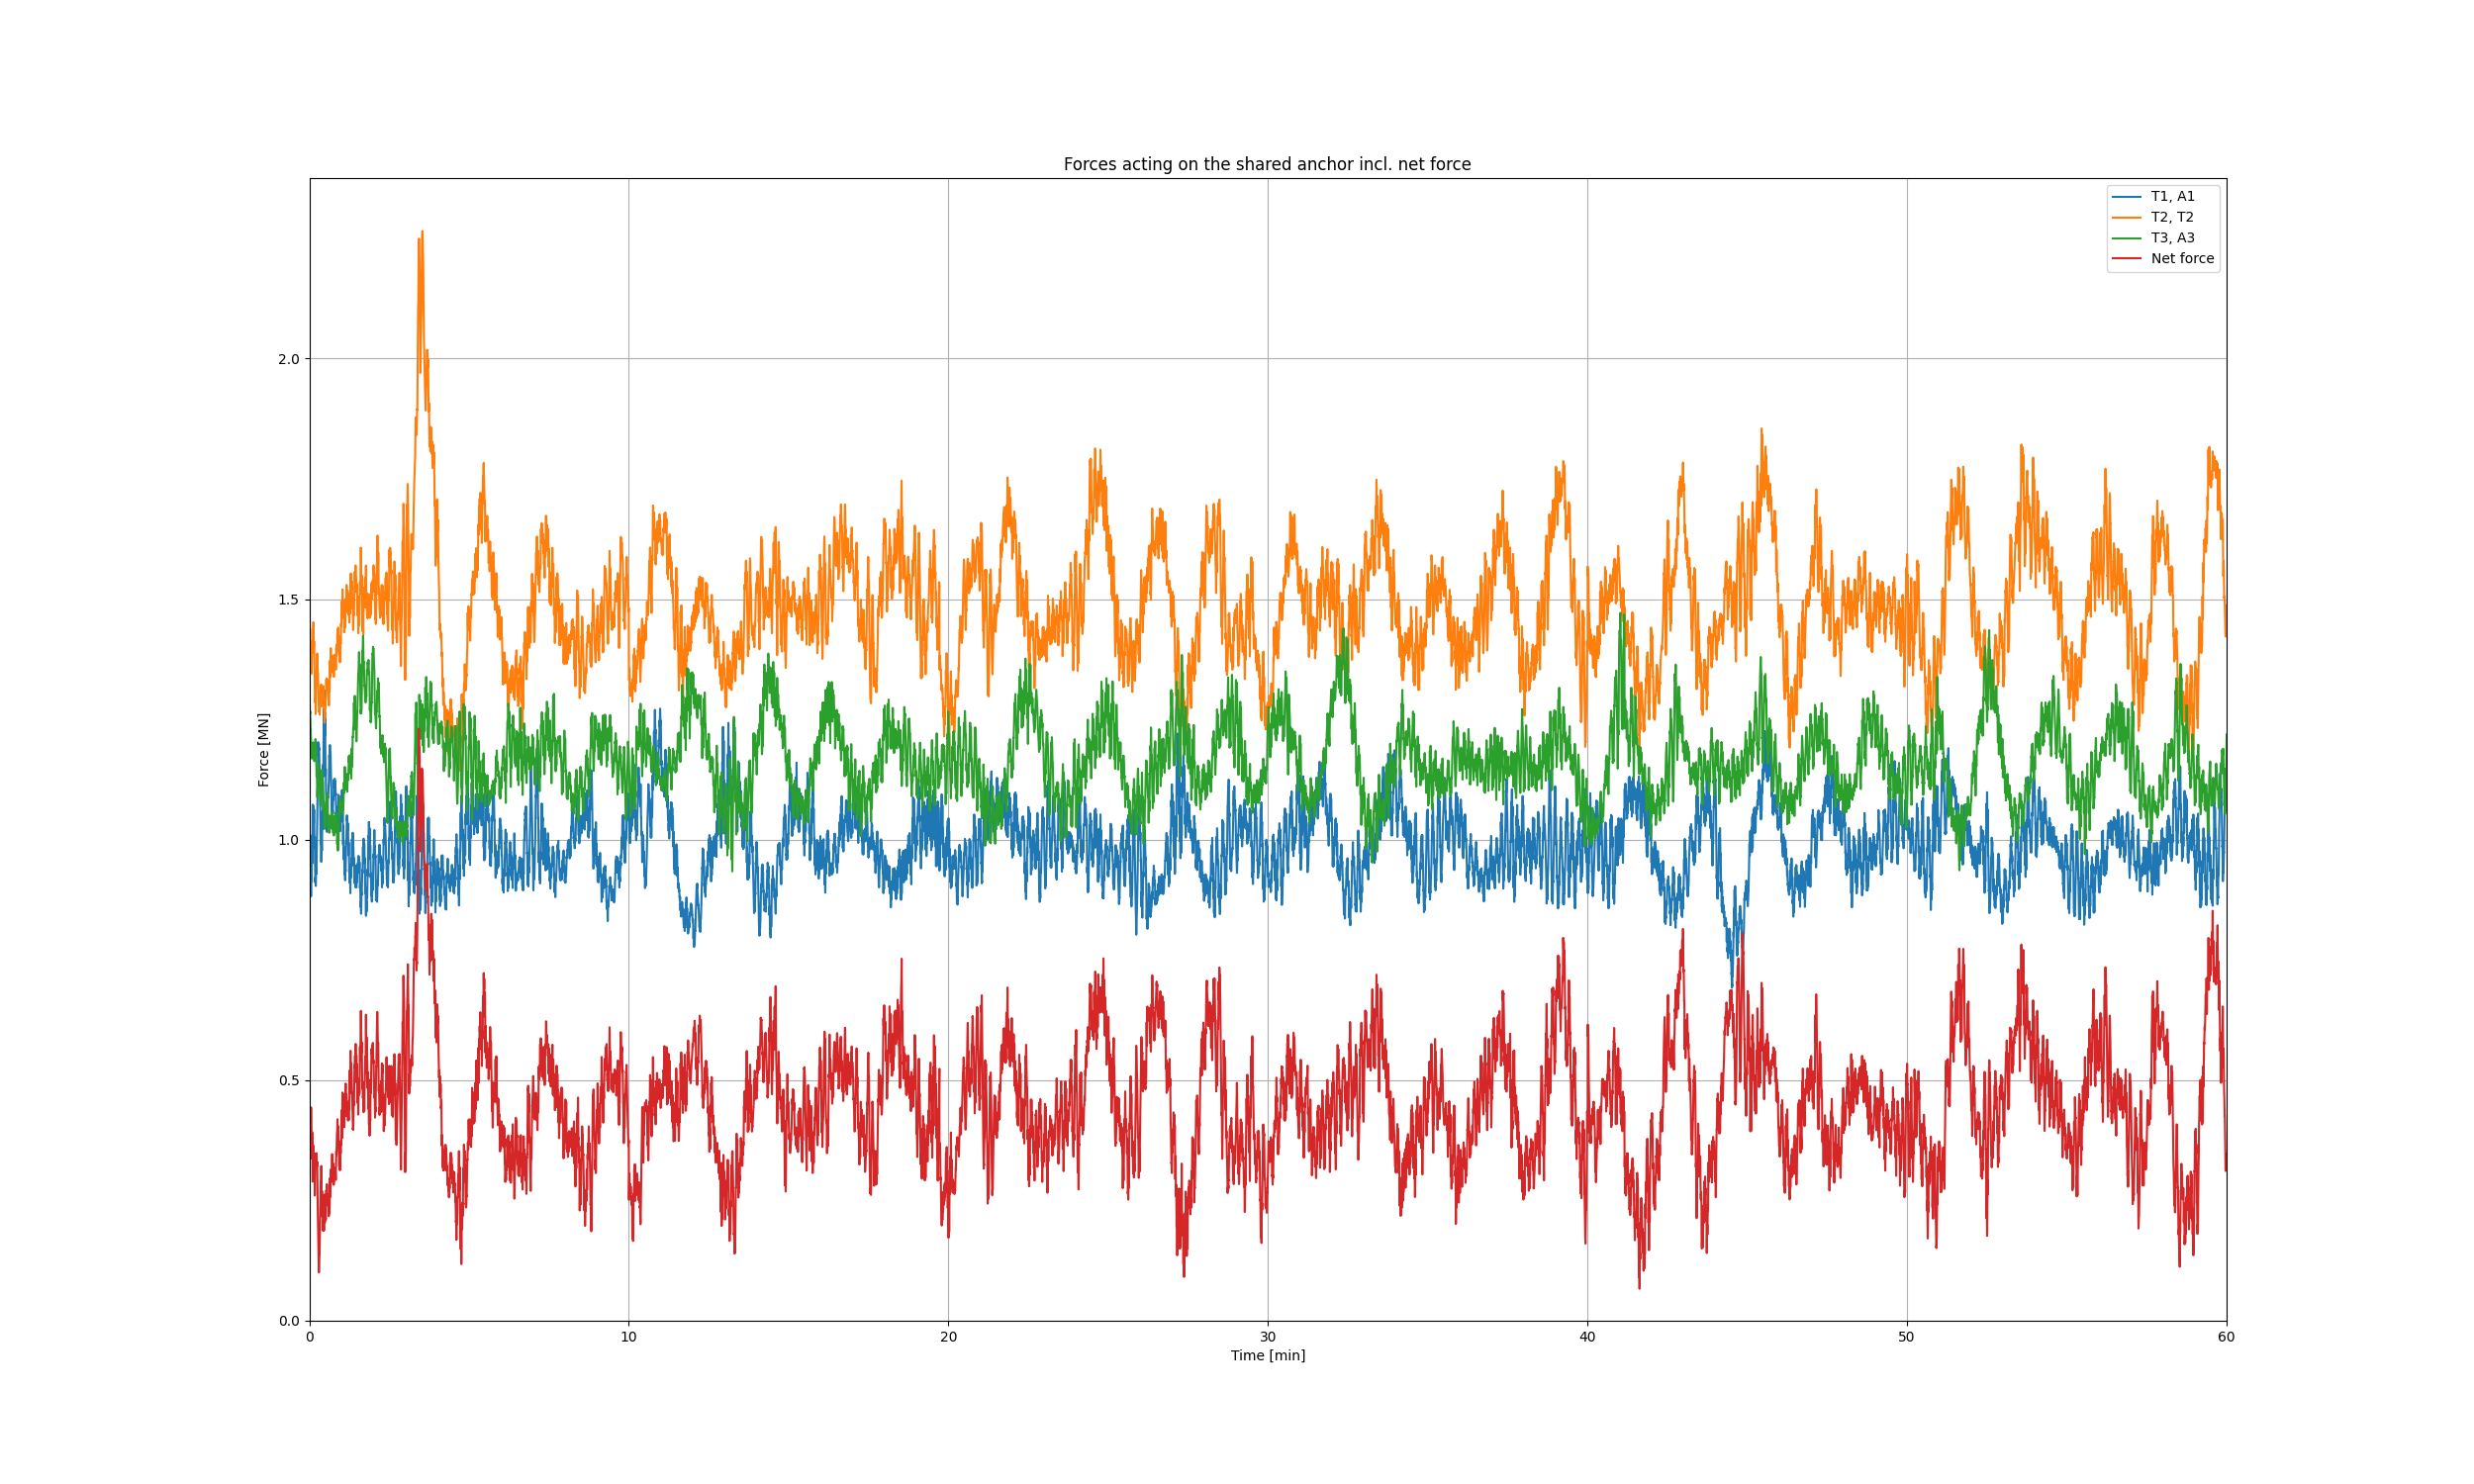 Forces acting on the shared anchor incl. net force
T1, A1
T2, T2
T3, A3
Net force
Force [MN]
2.0
1.5
1.0
0.5
0.0
0 10 20 30 40 50 60
Time [min]